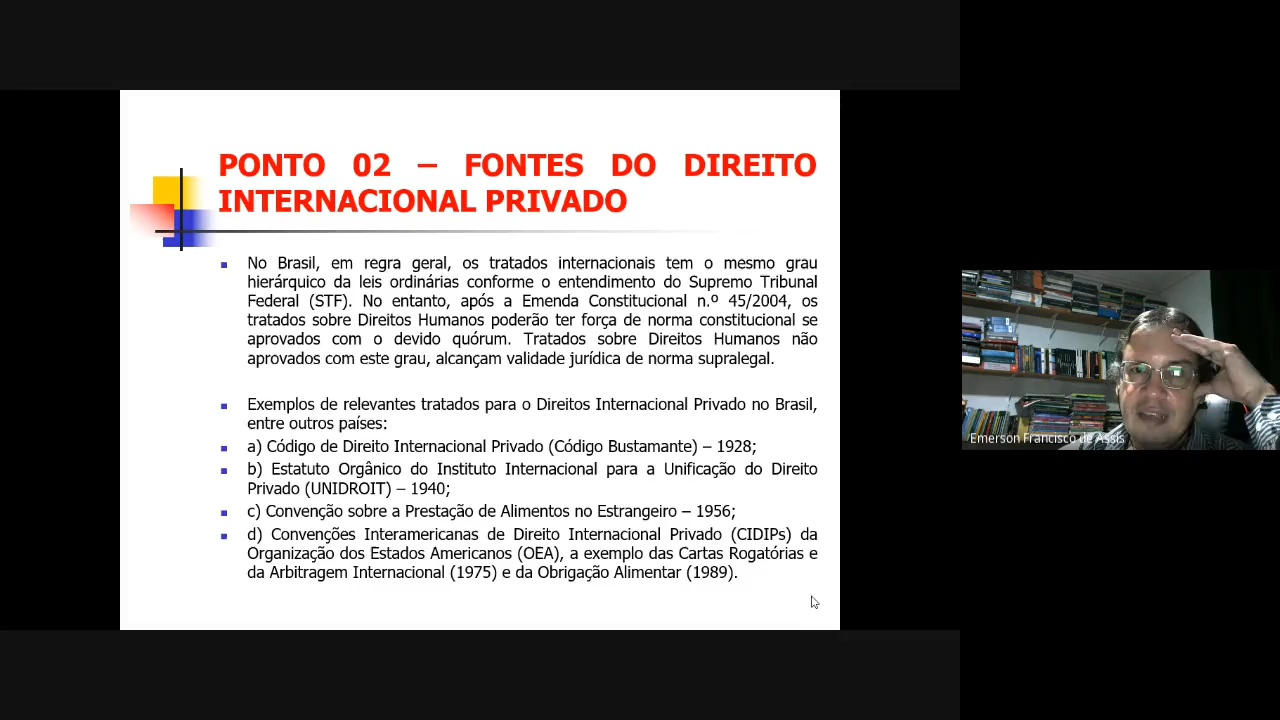 PONTO 02 – FONTES DO DIREITO
INTERNACIONAL PRIVADO
No Brasil, em regra geral, os tratados internacionais tem o mesmo grau
hierárquico da leis ordinárias conforme o entendimento do Supremo Tribunal
Federal (STF). No entanto, após a Emenda Constitucional n.º 45/2004, os
tratados sobre Direitos Humanos poderão ter força de norma constitucional se
aprovados com o devido quórum. Tratados sobre Direitos Humanos não
aprovados com este grau, alcançam validade jurídica de norma supralegal.
Exemplos de relevantes tratados para o Direitos Internacional Privado no Brasil,
entre outros países:
a) Código de Direito Internacional Privado (Código Bustamante) – 1928;
b) Estatuto Orgânico do Instituto Internacional para a Unificação do Direito
Privado (UNIDROIT) – 1940;
c) Convenção sobre a Prestação de Alimentos no Estrangeiro – 1956;
d) Convenções Interamericanas de Direito Internacional Privado (CIDIPs) da
Organização dos Estados Americanos (OEA), a exemplo das Cartas Rogatórias e
da Arbitragem Internacional (1975) e da Obrigação Alimentar (1989).
Emerson Francisco de Assis